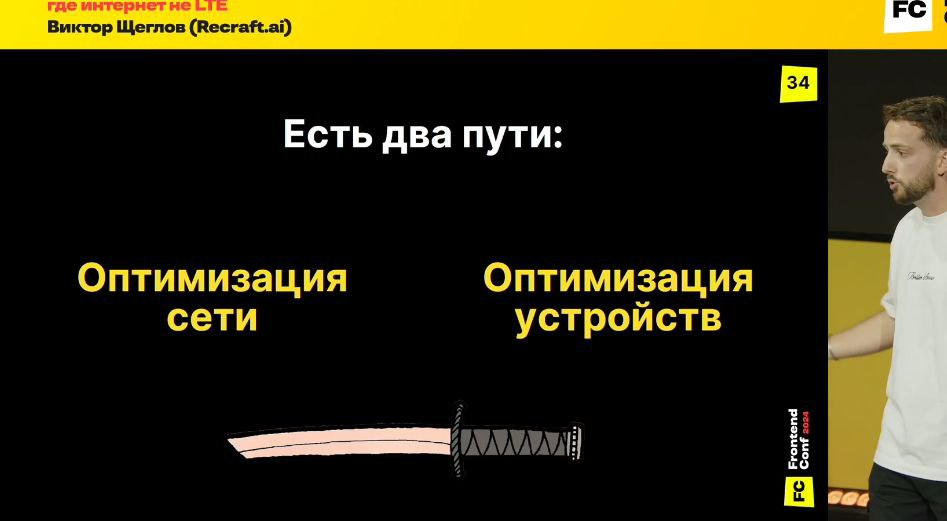 где интернет не LTE
Виктор Щеглов (Recraft.ai)
FC
34
Есть два пути:
Оптимизация
сети
Оптимизация
устройств
Frontend
Conf 2024
FC